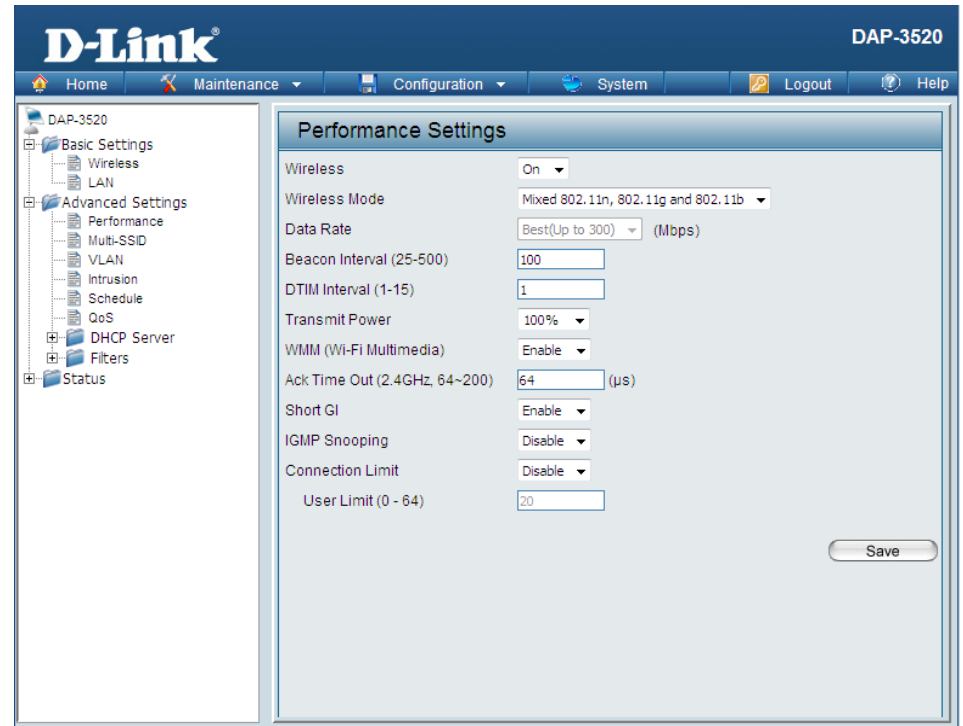 D-Link®
DAP-3520
Home
Maintenance
Configuration
System
Logout
Help
DAP-3520
Basic Settings
Wireless
LAN
Advanced Settings
Performance
Multi-SSID
VLAN
Intrusion
Schedule
QoS
DHCP Server
Filters
Status
Performance Settings
Wireless On
Wireless Mode Mixed 802.11n, 802.11g and 802.11b
Data Rate Best(Up to 300) (Mbps)
Beacon Interval (25-500) 100
DTIM Interval (1-15) 1
Transmit Power 100%
WMM (Wi-Fi Multimedia) Enable
Ack Time Out (2.4GHz, 64~200) 64 (μs)
Short GI Enable
IGMP Snooping Disable
Connection Limit Disable
User Limit (0 - 64) 20
Save